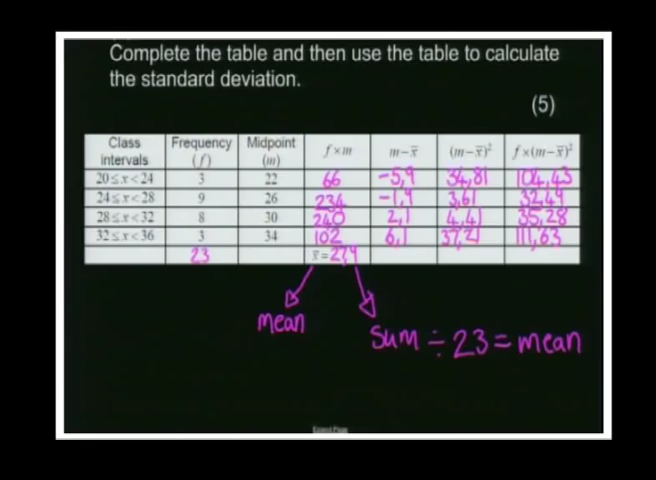 Complete the table and then use the table to calculate
the standard deviation.
(5)
Class intervals Frequency (f) Midpoint (m) f×m m−x̅ (m−x̅)² f×(m−x̅)²
20≤x<24 3 22 66 -5,9 34,81 104,43
24≤x<28 9 26 234 -1,9 3,61 32,49
28≤x<32 8 30 240 2,1 4,41 35,28
32≤x<36 3 34 102 6,1 37,21 111,63
23 x̅=27,9
mean
sum ÷ 23 = mean